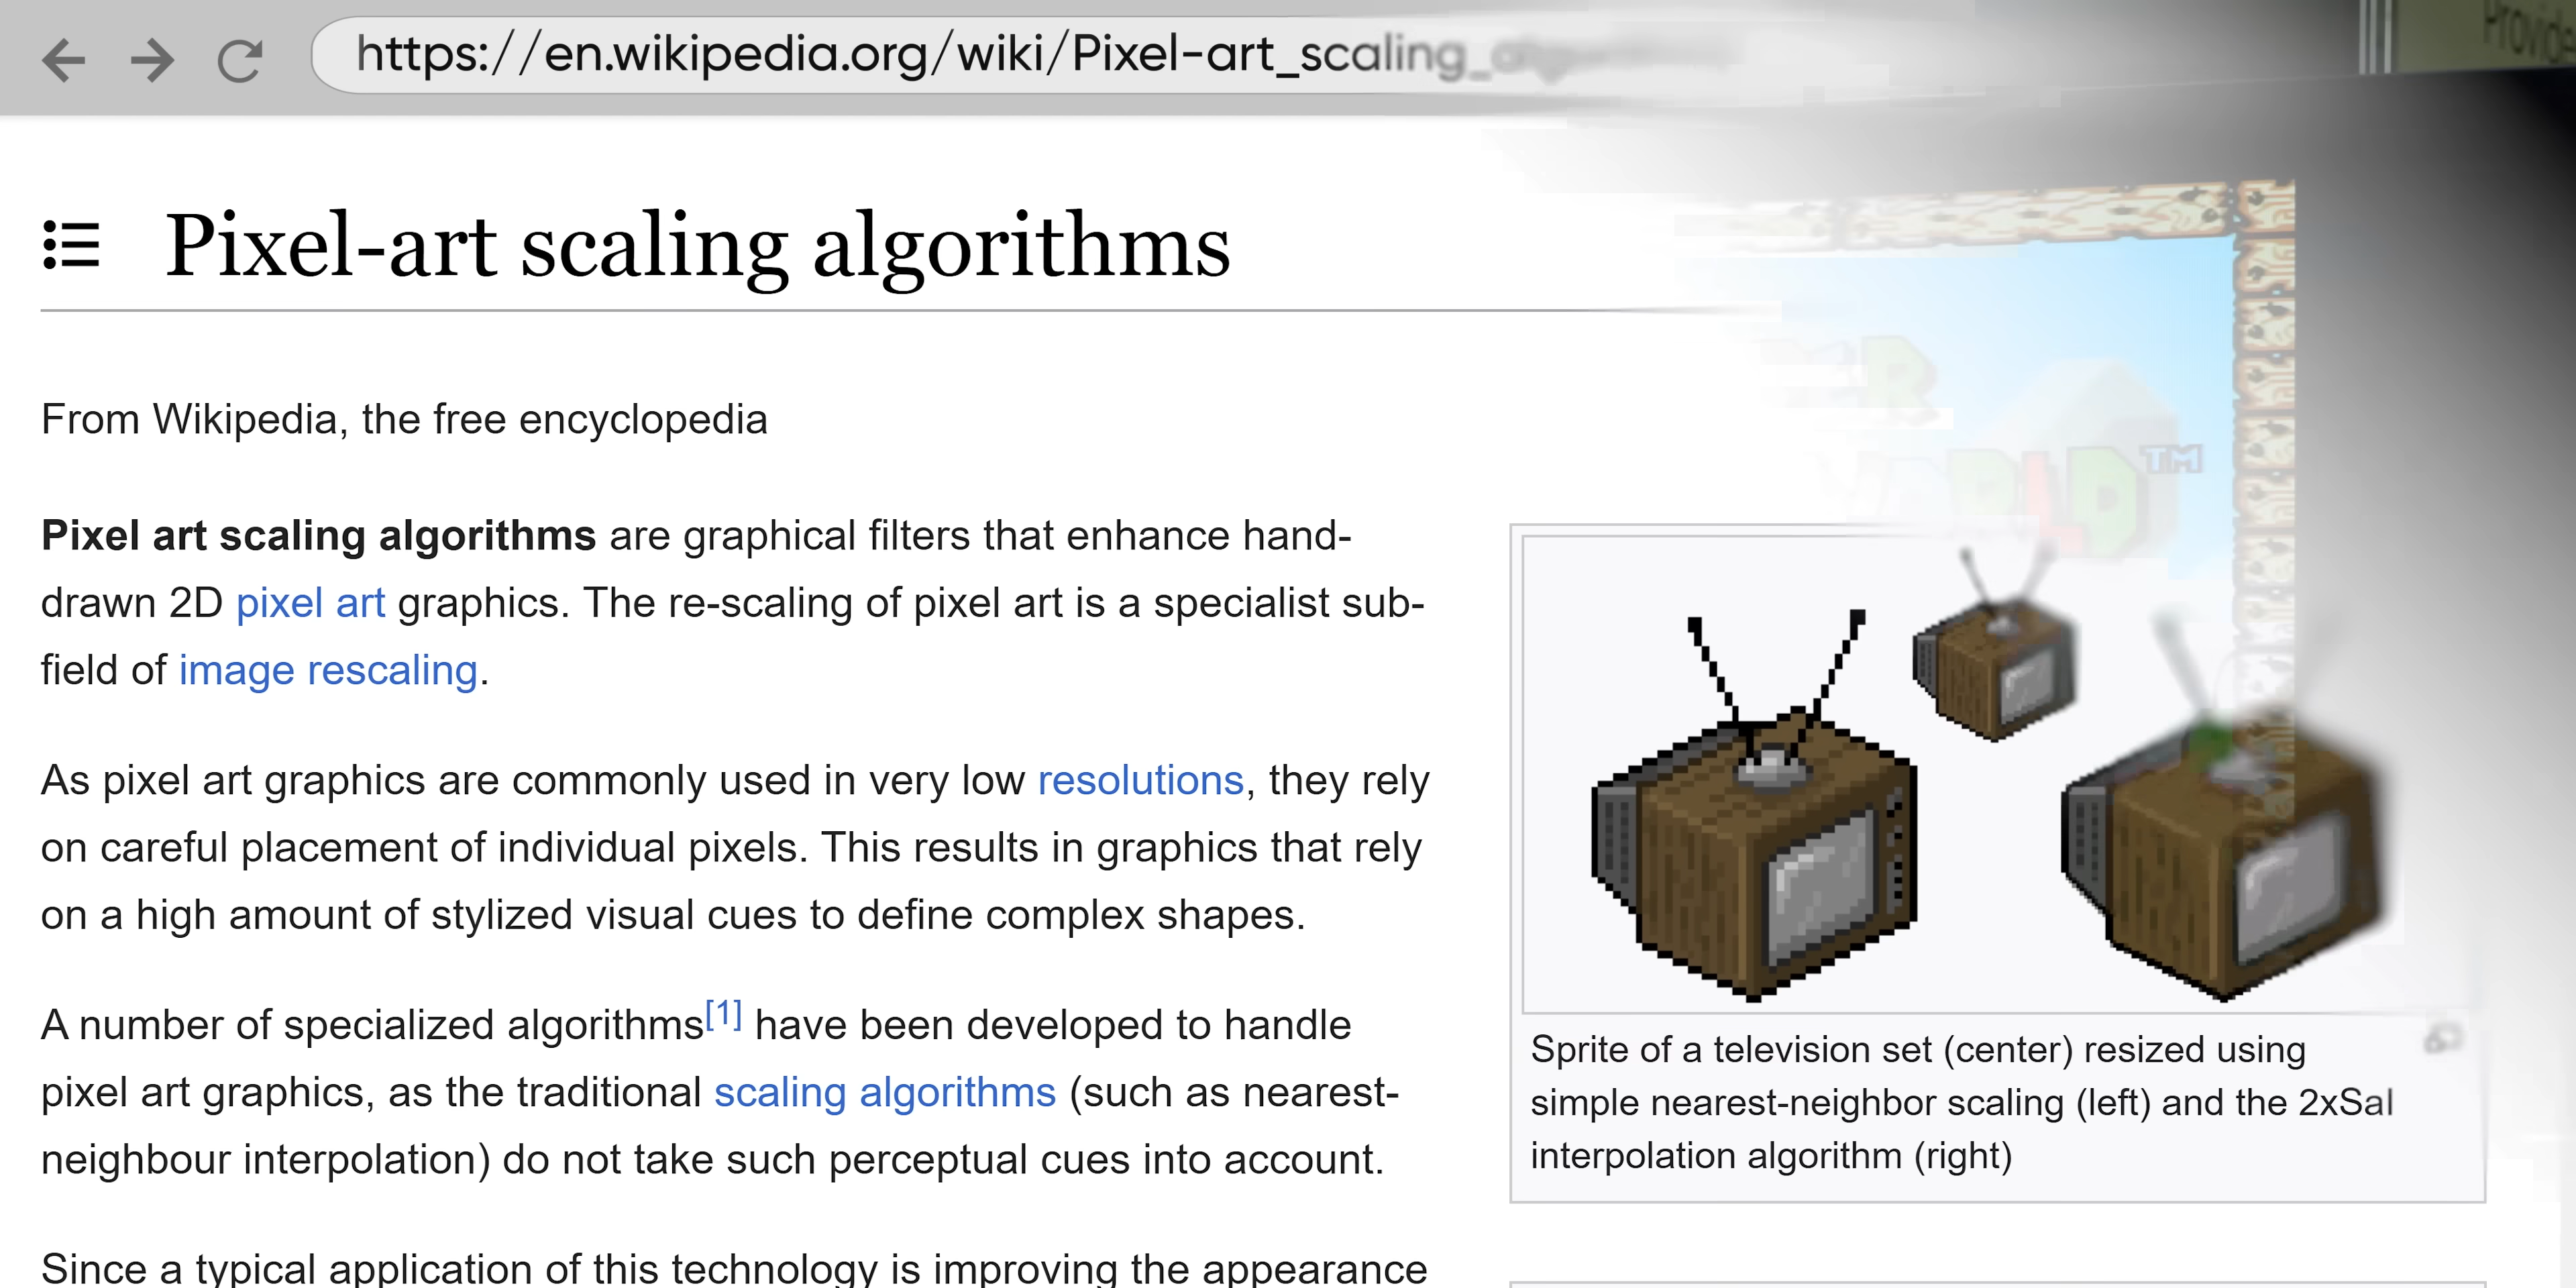 https://en.wikipedia.org/wiki/Pixel-art_scaling
Provide
Pixel-art scaling algorithms
From Wikipedia, the free encyclopedia
R
LD™
Pixel art scaling algorithms are graphical filters that enhance hand-
drawn 2D pixel art graphics. The re-scaling of pixel art is a specialist sub-
field of image rescaling.
As pixel art graphics are commonly used in very low resolutions, they rely
on careful placement of individual pixels. This results in graphics that rely
on a high amount of stylized visual cues to define complex shapes.
A number of specialized algorithms[1] have been developed to handle
pixel art graphics, as the traditional scaling algorithms (such as nearest-
neighbour interpolation) do not take such perceptual cues into account.
Since a typical application of this technology is improving the appearance
Sprite of a television set (center) resized using
simple nearest-neighbor scaling (left) and the 2xSaI
interpolation algorithm (right)